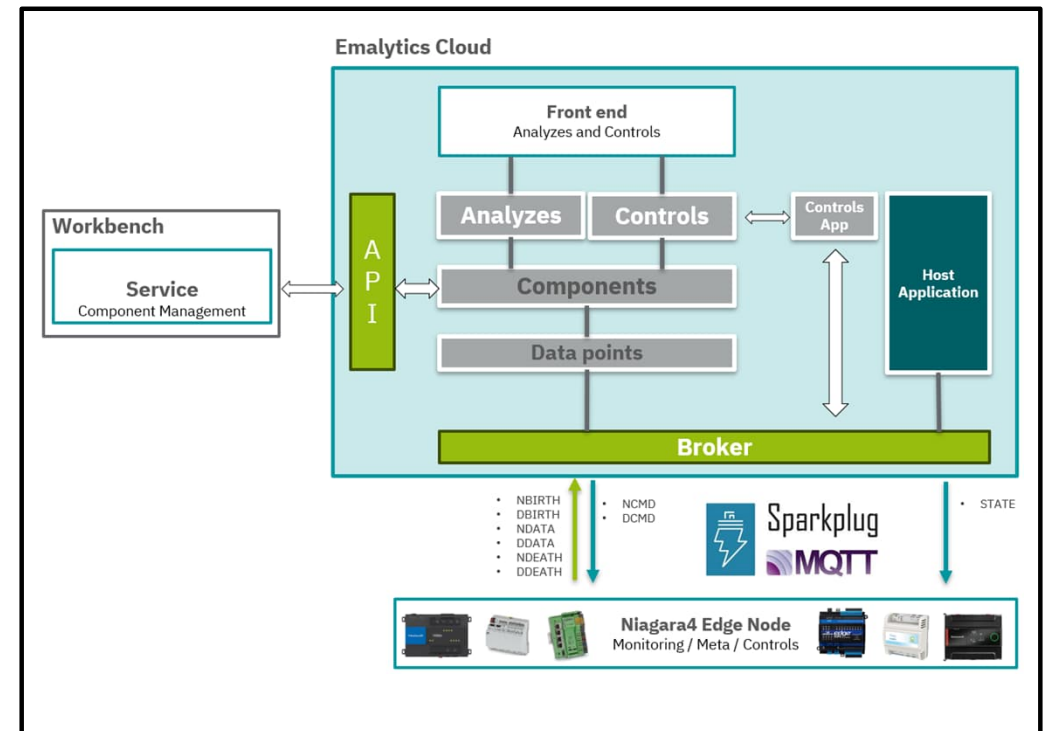 Emalytics Cloud
Front end
Analyzes and Controls
Workbench
Service
Component Management
A
P
I
Analyzes
Controls
Controls
App
Components
Data points
Host
Application
Broker
• NBIRTH
• DBIRTH
• NDATA
• DDATA
• NDEATH
• DDEATH
• NCMD
• DCMD
Sparkplug
MQTT
• STATE
Niagara4 Edge Node
Monitoring / Meta / Controls